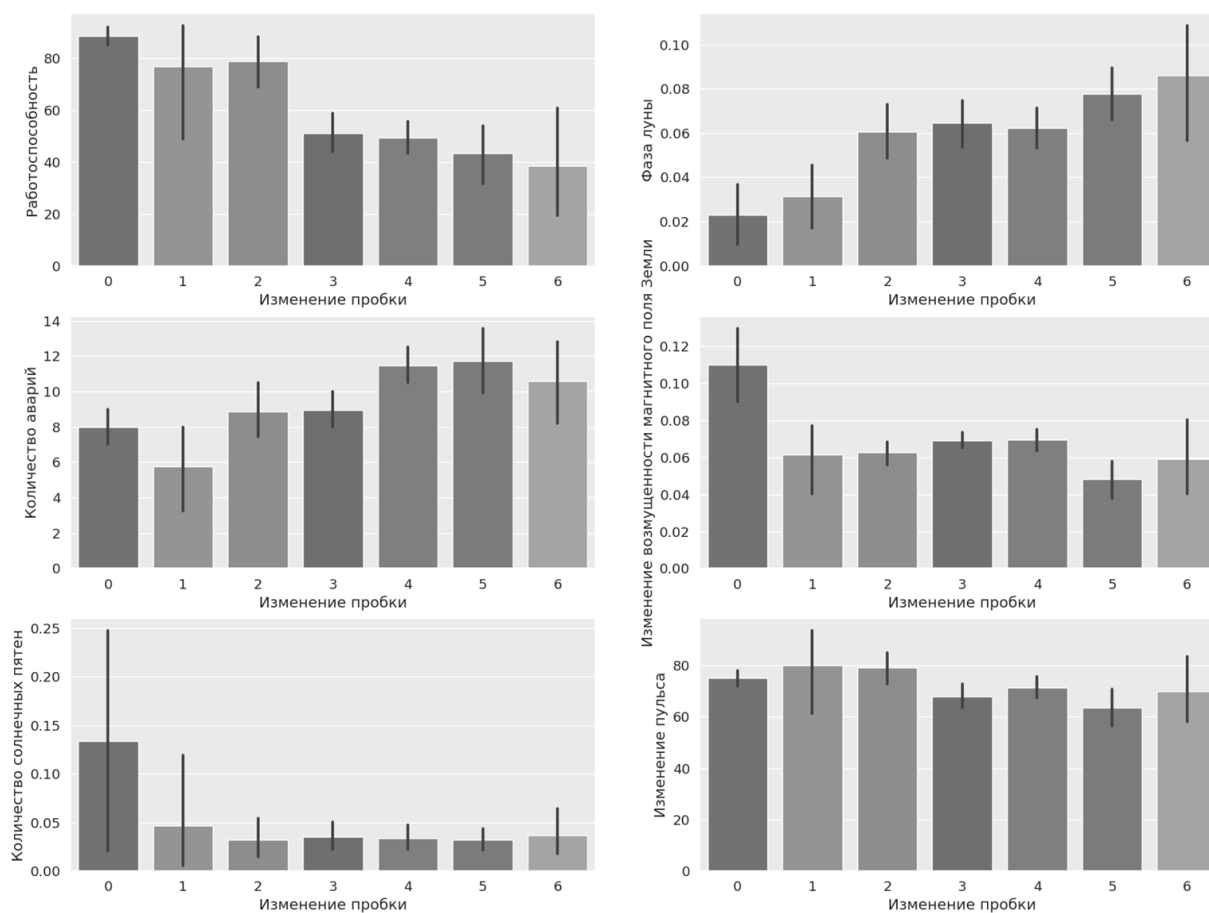 Работоспособность
80
60
40
20
0
0 1 2 3 4 5 6
Изменение пробки
Фаза луны
0.10
0.08
0.06
0.04
0.02
0.00
0 1 2 3 4 5 6
Изменение пробки
Количество аварий
14
12
10
8
6
4
2
0
0 1 2 3 4 5 6
Изменение пробки
Изменение возмущенности магнитного поля Земли
0.12
0.10
0.08
0.06
0.04
0.02
0.00
0 1 2 3 4 5 6
Изменение пробки
Количество солнечных пятен
0.25
0.20
0.15
0.10
0.05
0.00
0 1 2 3 4 5 6
Изменение пробки
Изменение пульса
80
60
40
20
0
0 1 2 3 4 5 6
Изменение пробки